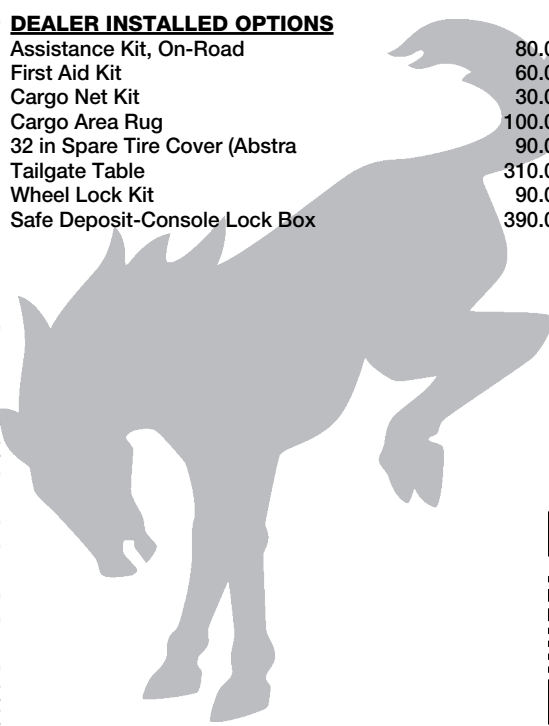 DEALER INSTALLED OPTIONS
Assistance Kit, On-Road 80.0
First Aid Kit 60.0
Cargo Net Kit 30.0
Cargo Area Rug 100.0
32 in Spare Tire Cover (Abstra 90.0
Tailgate Table 310.0
Wheel Lock Kit 90.0
Safe Deposit-Console Lock Box 390.0